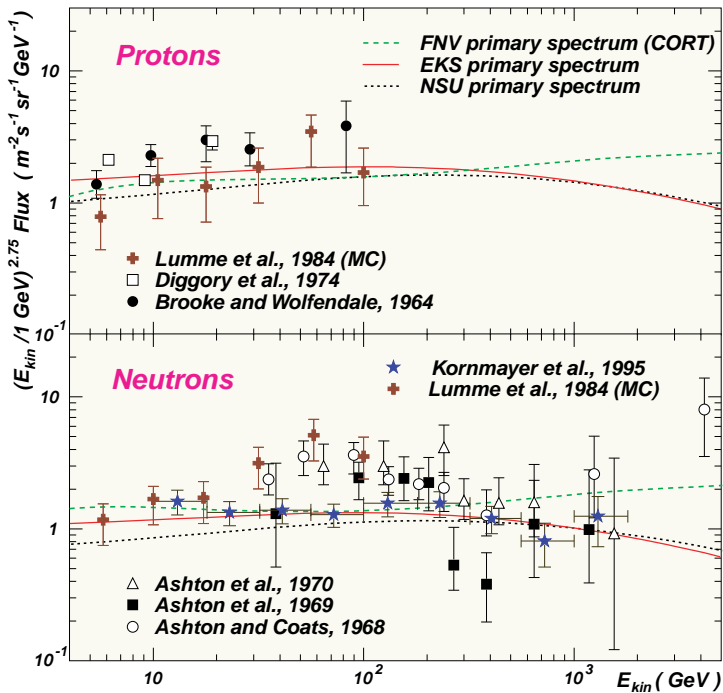 Protons
FNV primary spectrum (CORT)
EKS primary spectrum
NSU primary spectrum
10
1
10^-1
Lumme et al., 1984 (MC)
Diggory et al., 1974
Brooke and Wolfendale, 1964
(E_kin /1 GeV)^2.75 Flux ( m^-2 s^-1 sr^-1 GeV^-1)
Neutrons
Kornmayer et al., 1995
Lumme et al., 1984 (MC)
10
1
10^-1
Ashton et al., 1970
Ashton et al., 1969
Ashton and Coats, 1968
10
10^2
10^3
E_kin ( GeV)